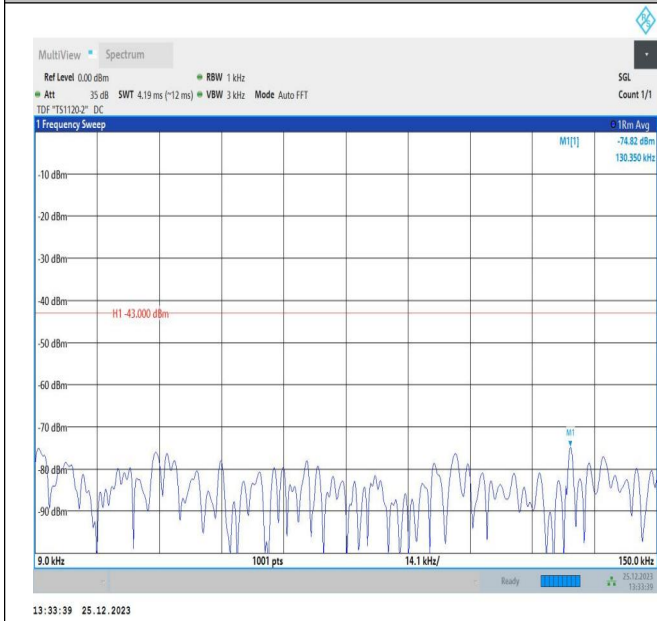 MultiView Spectrum
Ref Level 0.00 dBm RBW 1 kHz SGL
Att 35 dB SWT 4.19 ms (~12 ms) VBW 3 kHz Mode Auto FFT Count 1/1
TDF "TS1120-2" DC
1 Frequency Sweep 1Rm Avg
M1[1] -74.82 dBm
130.350 kHz
-10 dBm
-20 dBm
-30 dBm
-40 dBm
H1 -43.000 dBm
-50 dBm
-60 dBm
-70 dBm
M1
-80 dBm
-90 dBm
9.0 kHz 1001 pts 14.1 kHz/ 150.0 kHz
Ready 25.12.2023
13:33:39
13:33:39 25.12.2023